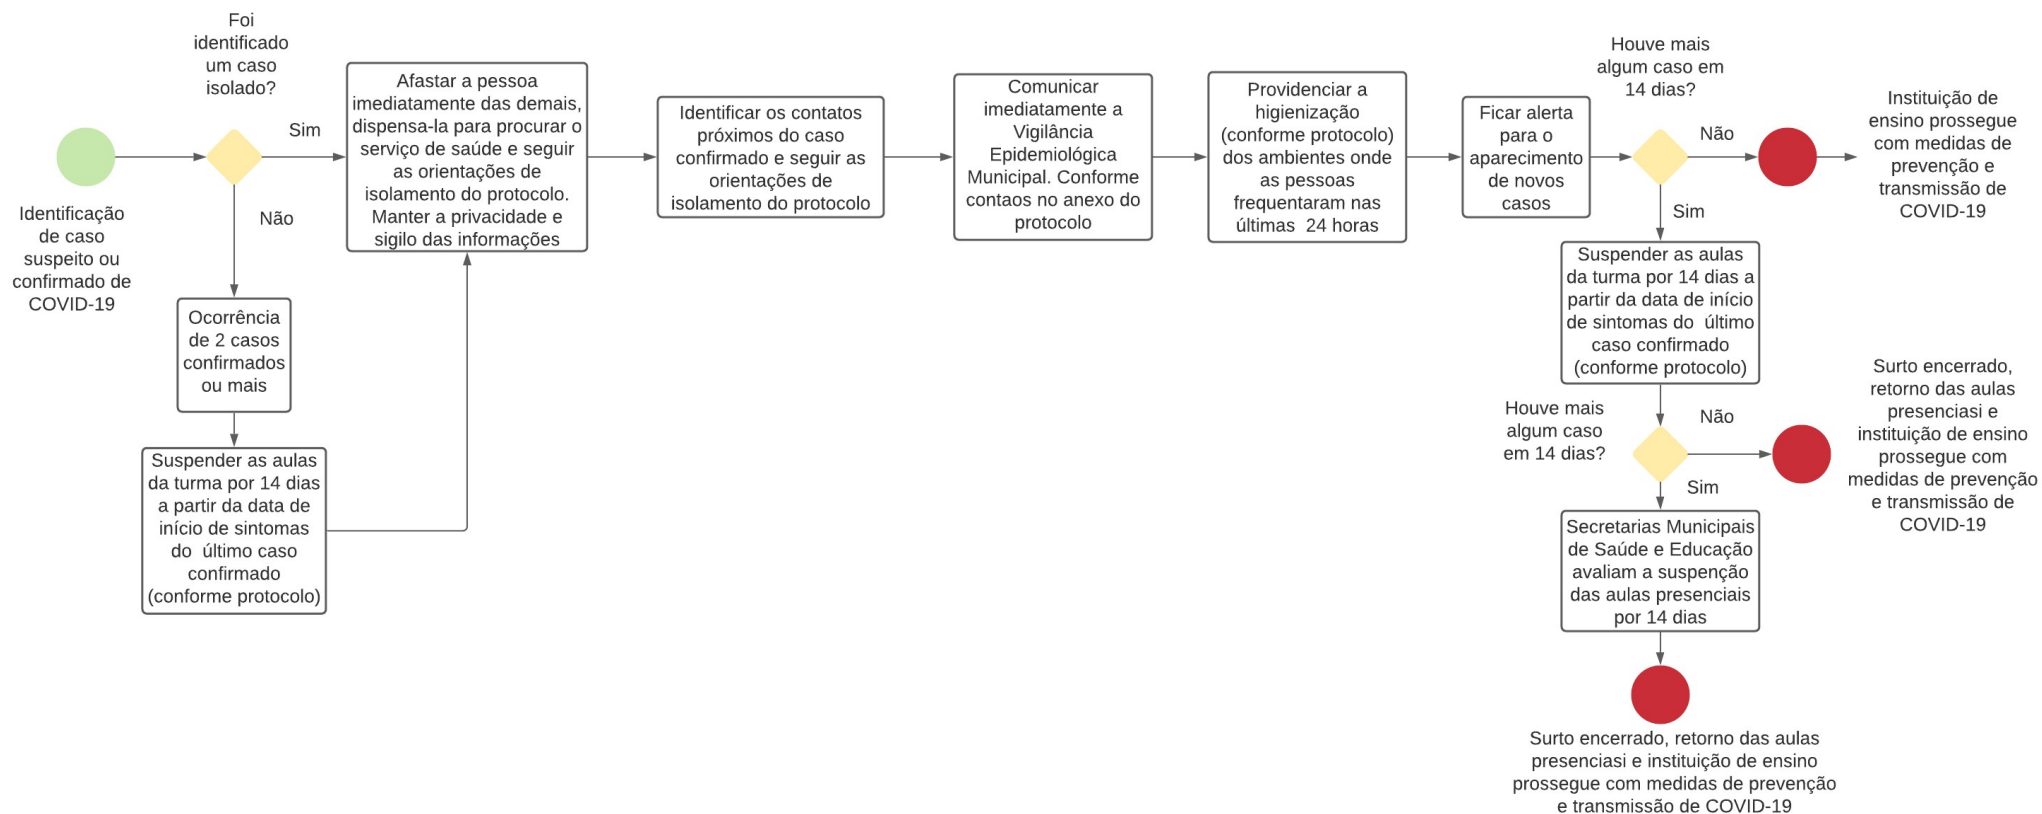 Foi
identificado
um caso
isolado?
Sim
Não
Identificação
de caso
suspeito ou
confirmado de
COVID-19
Ocorrência
de 2 casos
confirmados
ou mais
Suspender as aulas
da turma por 14 dias
a partir da data de
início de sintomas
do último caso
confirmado
(conforme protocolo)
Afastar a pessoa
imediatamente das demais,
dispensa-la para procurar o
serviço de saúde e seguir
as orientações de
isolamento do protocolo.
Manter a privacidade e
sigilo das informações
Identificar os contatos
próximos do caso
confirmado e seguir as
orientações de
isolamento do protocolo
Comunicar
imediatamente a
Vigilância
Epidemiológica
Municipal. Conforme
contaos no anexo do
protocolo
Providenciar a
higienização
(conforme protocolo)
dos ambientes onde
as pessoas
frequentaram nas
últimas 24 horas
Ficar alerta
para o
aparecimento
de novos
casos
Houve mais
algum caso em
14 dias?
Não
Instituição de
ensino prossegue
com medidas de
prevenção e
transmissão de
COVID-19
Sim
Suspender as aulas
da turma por 14 dias a
partir da data de início
de sintomas do último
caso confirmado
(conforme protocolo)
Houve mais
algum caso
em 14 dias?
Não
Surto encerrado,
retorno das aulas
presenciasi e
instituição de ensino
prossegue com
medidas de prevenção
e transmissão de
COVID-19
Sim
Secretarias Municipais
de Saúde e Educação
avaliam a suspenção
das aulas presenciais
por 14 dias
Surto encerrado, retorno das aulas
presenciasi e instituição de ensino
prossegue com medidas de prevenção
e transmissão de COVID-19